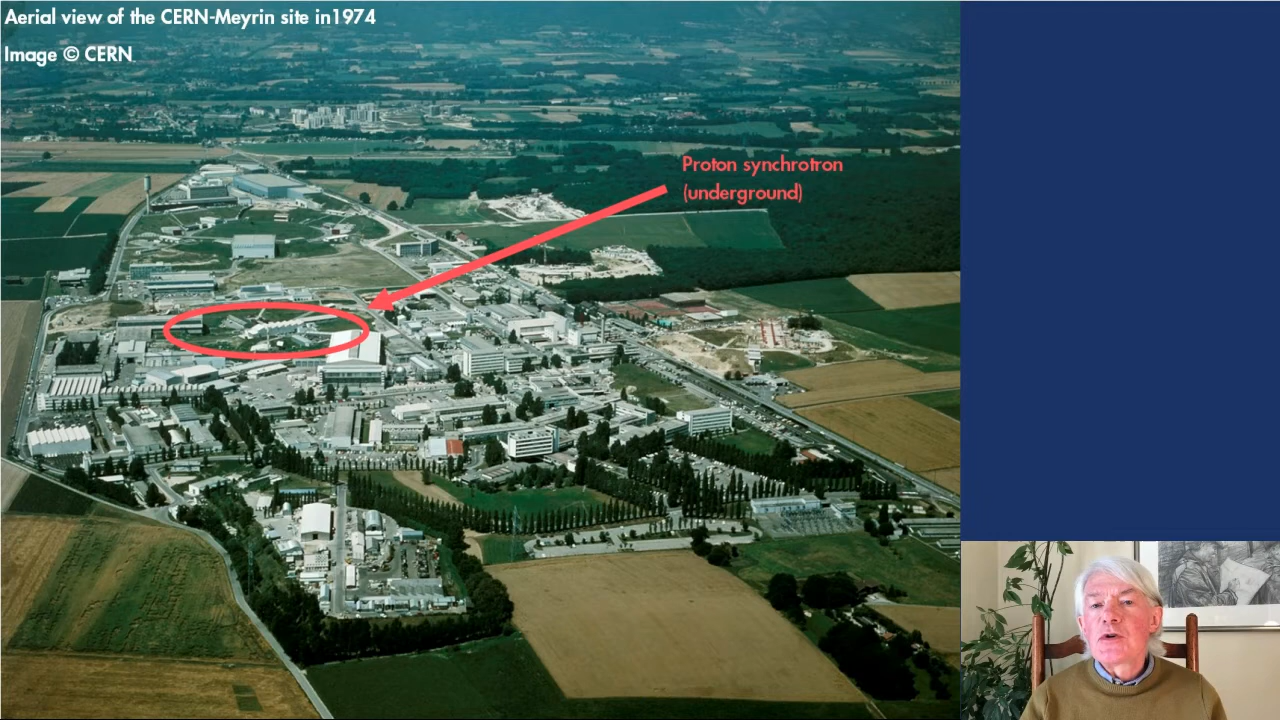 Aerial view of the CERN-Meyrin site in1974
Image © CERN
Proton synchrotron
(underground)